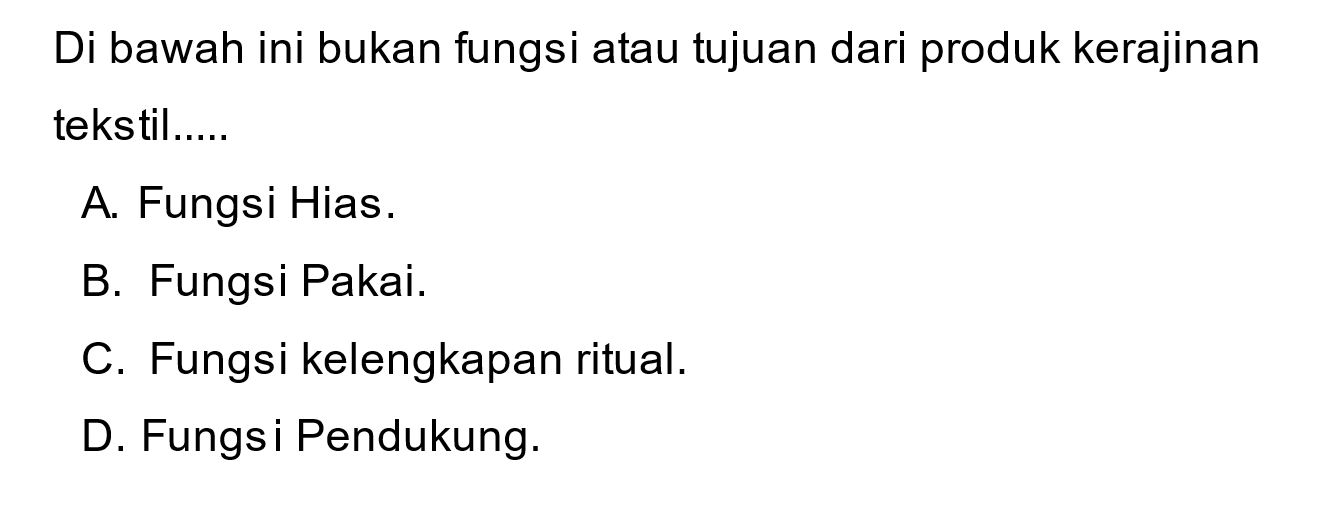 Di bawah ini bukan fungsi atau tujuan dari produk kerajinan
tekstil.....
A. Fungsi Hias.
B. Fungsi Pakai.
C. Fungsi kelengkapan ritual.
D. Fungsi Pendukung.